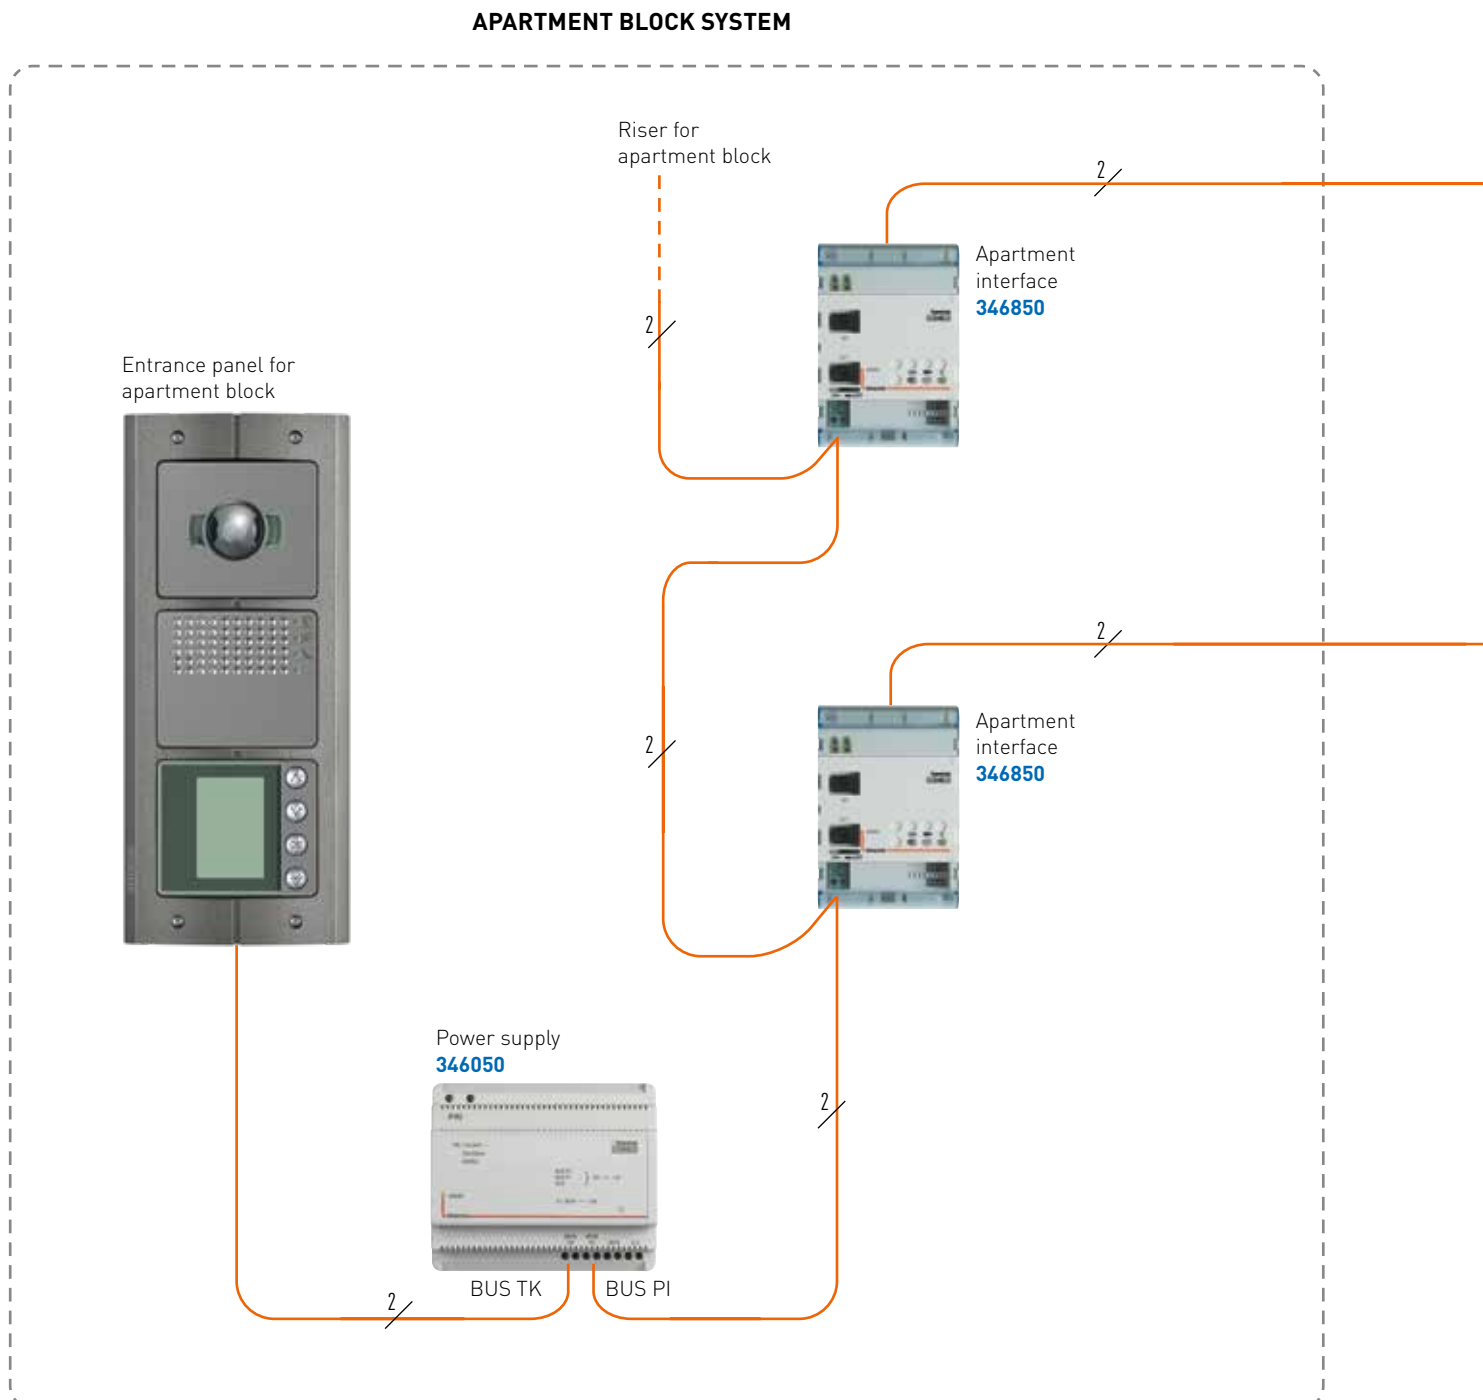 APARTMENT BLOCK SYSTEM
Riser for
apartment block
2
Apartment
interface
346850
2
Entrance panel for
apartment block
2
Apartment
interface
346850
2
Power supply
346050
2
BUS TK
BUS PI
2